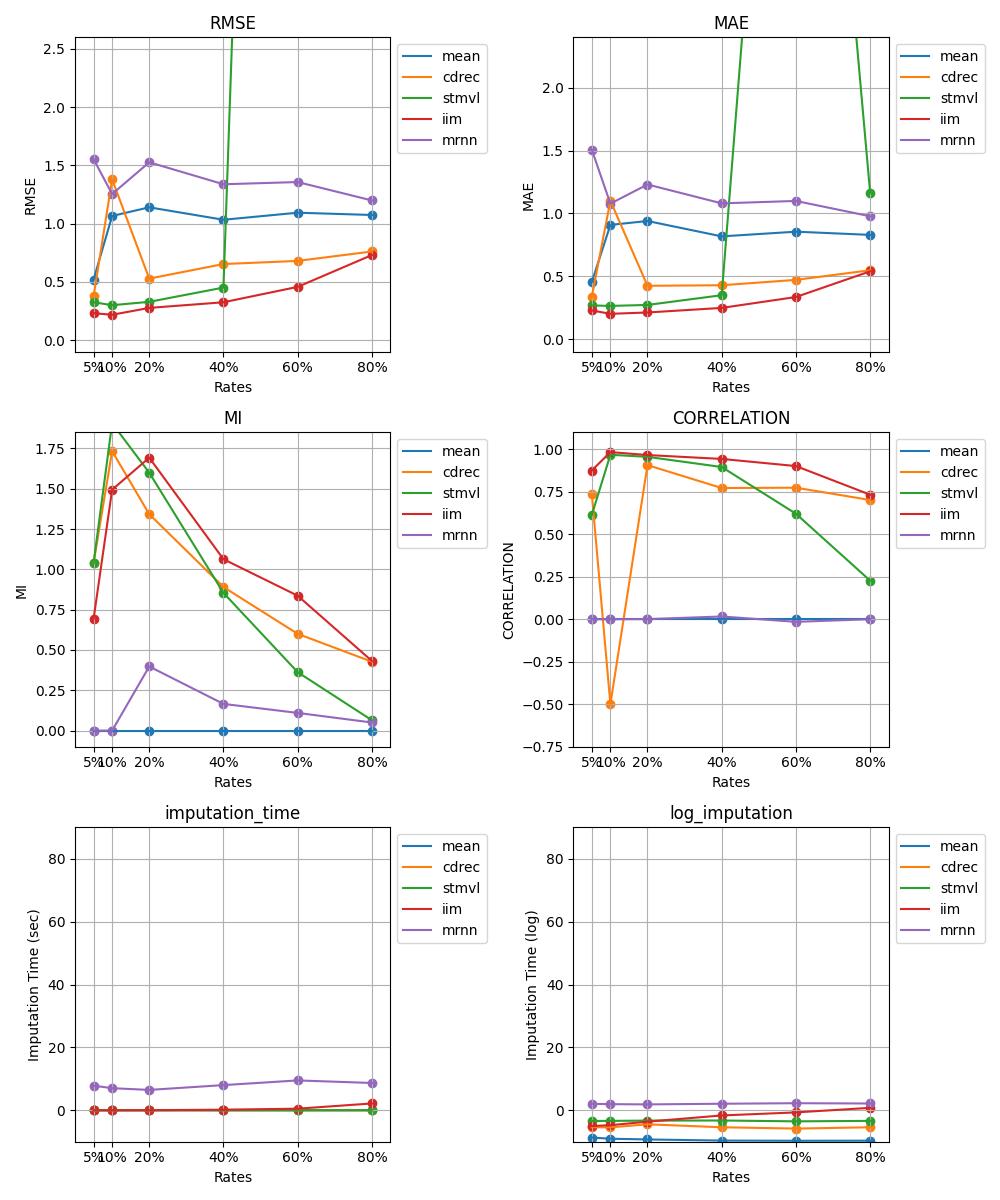 RMSE
RMSE
2.5
2.0
1.5
1.0
0.5
0.0
5%
10%
20%
40%
60%
80%
Rates
mean
cdrec
stmvl
iim
mrnn
MAE
MAE
2.0
1.5
1.0
0.5
0.0
5%
10%
20%
40%
60%
80%
Rates
mean
cdrec
stmvl
iim
mrnn
MI
MI
1.75
1.50
1.25
1.00
0.75
0.50
0.25
0.00
5%
10%
20%
40%
60%
80%
Rates
mean
cdrec
stmvl
iim
mrnn
CORRELATION
CORRELATION
1.00
0.75
0.50
0.25
0.00
−0.25
−0.50
−0.75
5%
10%
20%
40%
60%
80%
Rates
mean
cdrec
stmvl
iim
mrnn
imputation_time
Imputation Time (sec)
80
60
40
20
0
5%
10%
20%
40%
60%
80%
Rates
mean
cdrec
stmvl
iim
mrnn
log_imputation
Imputation Time (log)
80
60
40
20
0
5%
10%
20%
40%
60%
80%
Rates
mean
cdrec
stmvl
iim
mrnn